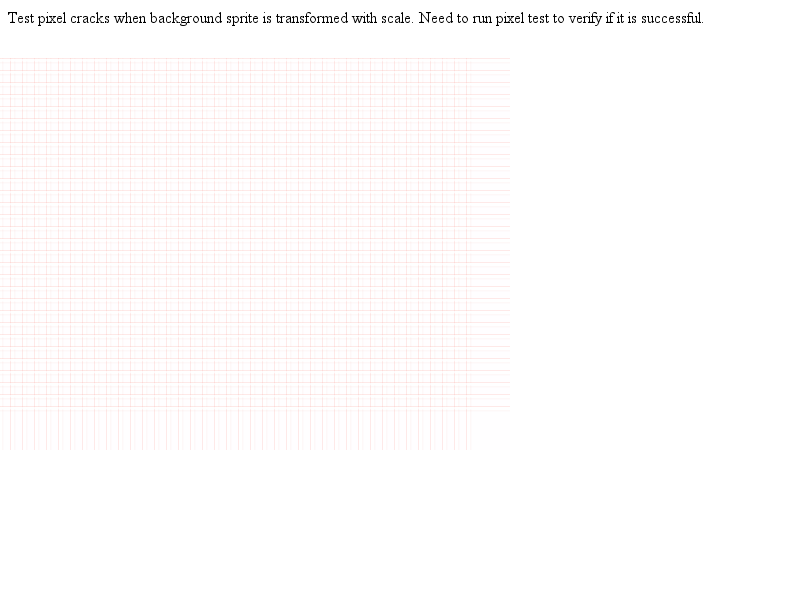 Test pixel cracks when background sprite is transformed with scale. Need to run pixel test to verify if it is successful.